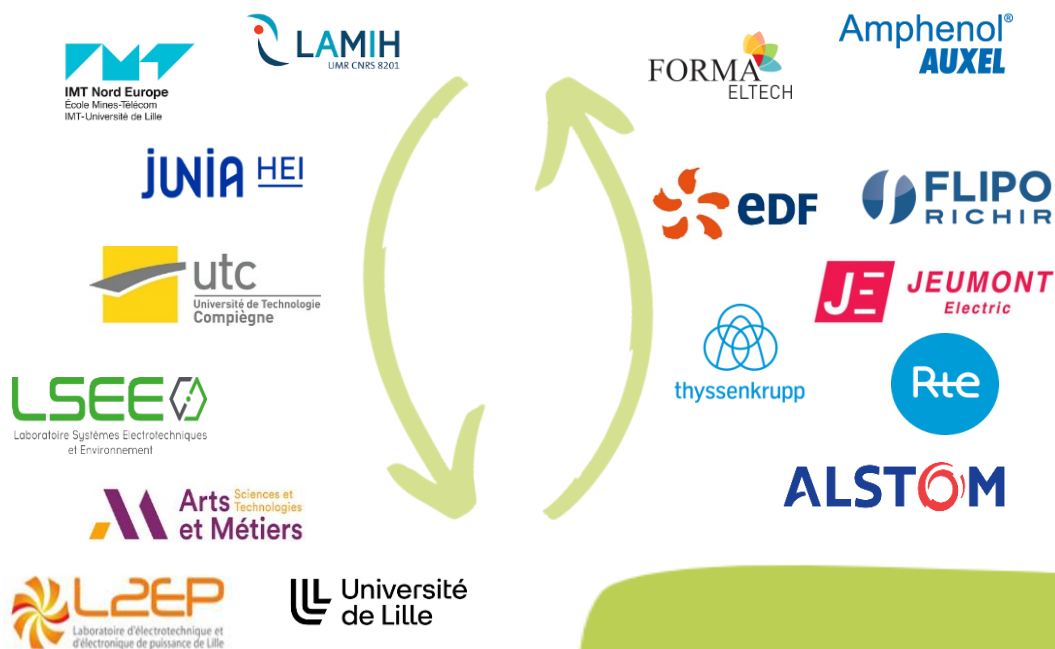 IMT Nord Europe
École Mines-Télécom
IMT-Université de Lille
LAMIH
UMR CNRS 8201
JUNIA HEI
utc
Université de Technologie
Compiègne
LSEE
Laboratoire Systèmes Electrotechniques
et Environnement
Arts Sciences et
Technologies
et Métiers
L2EP
Laboratoire d'électrotechnique et
d'électronique de puissance de Lille
Université
de Lille
FORMA
ELTECH
Amphenol®
AUXEL
eDF
FLIPO
RICHIR
JE JEUMONT
Electric
thyssenkrupp
Rte
ALSTOM